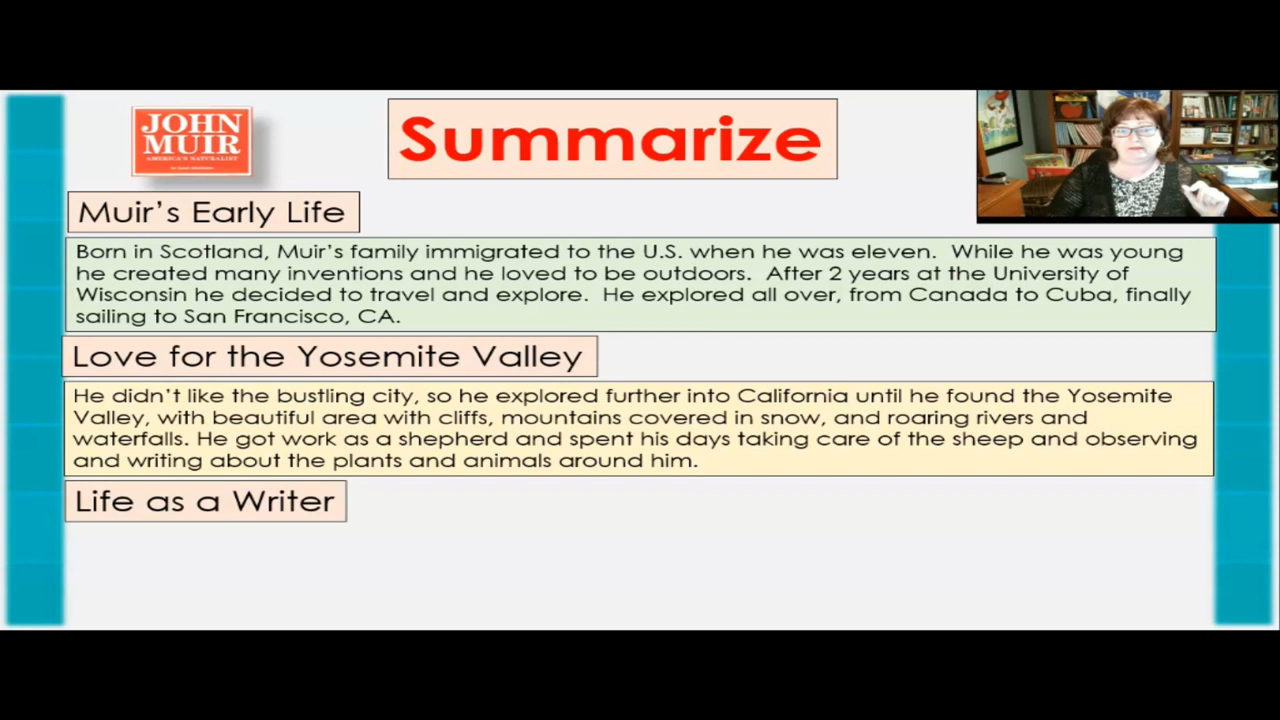 JOHN
MUIR
AMERICA'S NATURALIST
Summarize
Muir's Early Life
Born in Scotland, Muir's family immigrated to the U.S. when he was eleven.  While he was young
he created many inventions and he loved to be outdoors.  After 2 years at the University of
Wisconsin he decided to travel and explore.  He explored all over, from Canada to Cuba, finally
sailing to San Francisco, CA.
Love for the Yosemite Valley
He didn't like the bustling city, so he explored further into California until he found the Yosemite
Valley, with beautiful area with cliffs, mountains covered in snow, and roaring rivers and
waterfalls. He got work as a shepherd and spent his days taking care of the sheep and observing
and writing about the plants and animals around him.
Life as a Writer